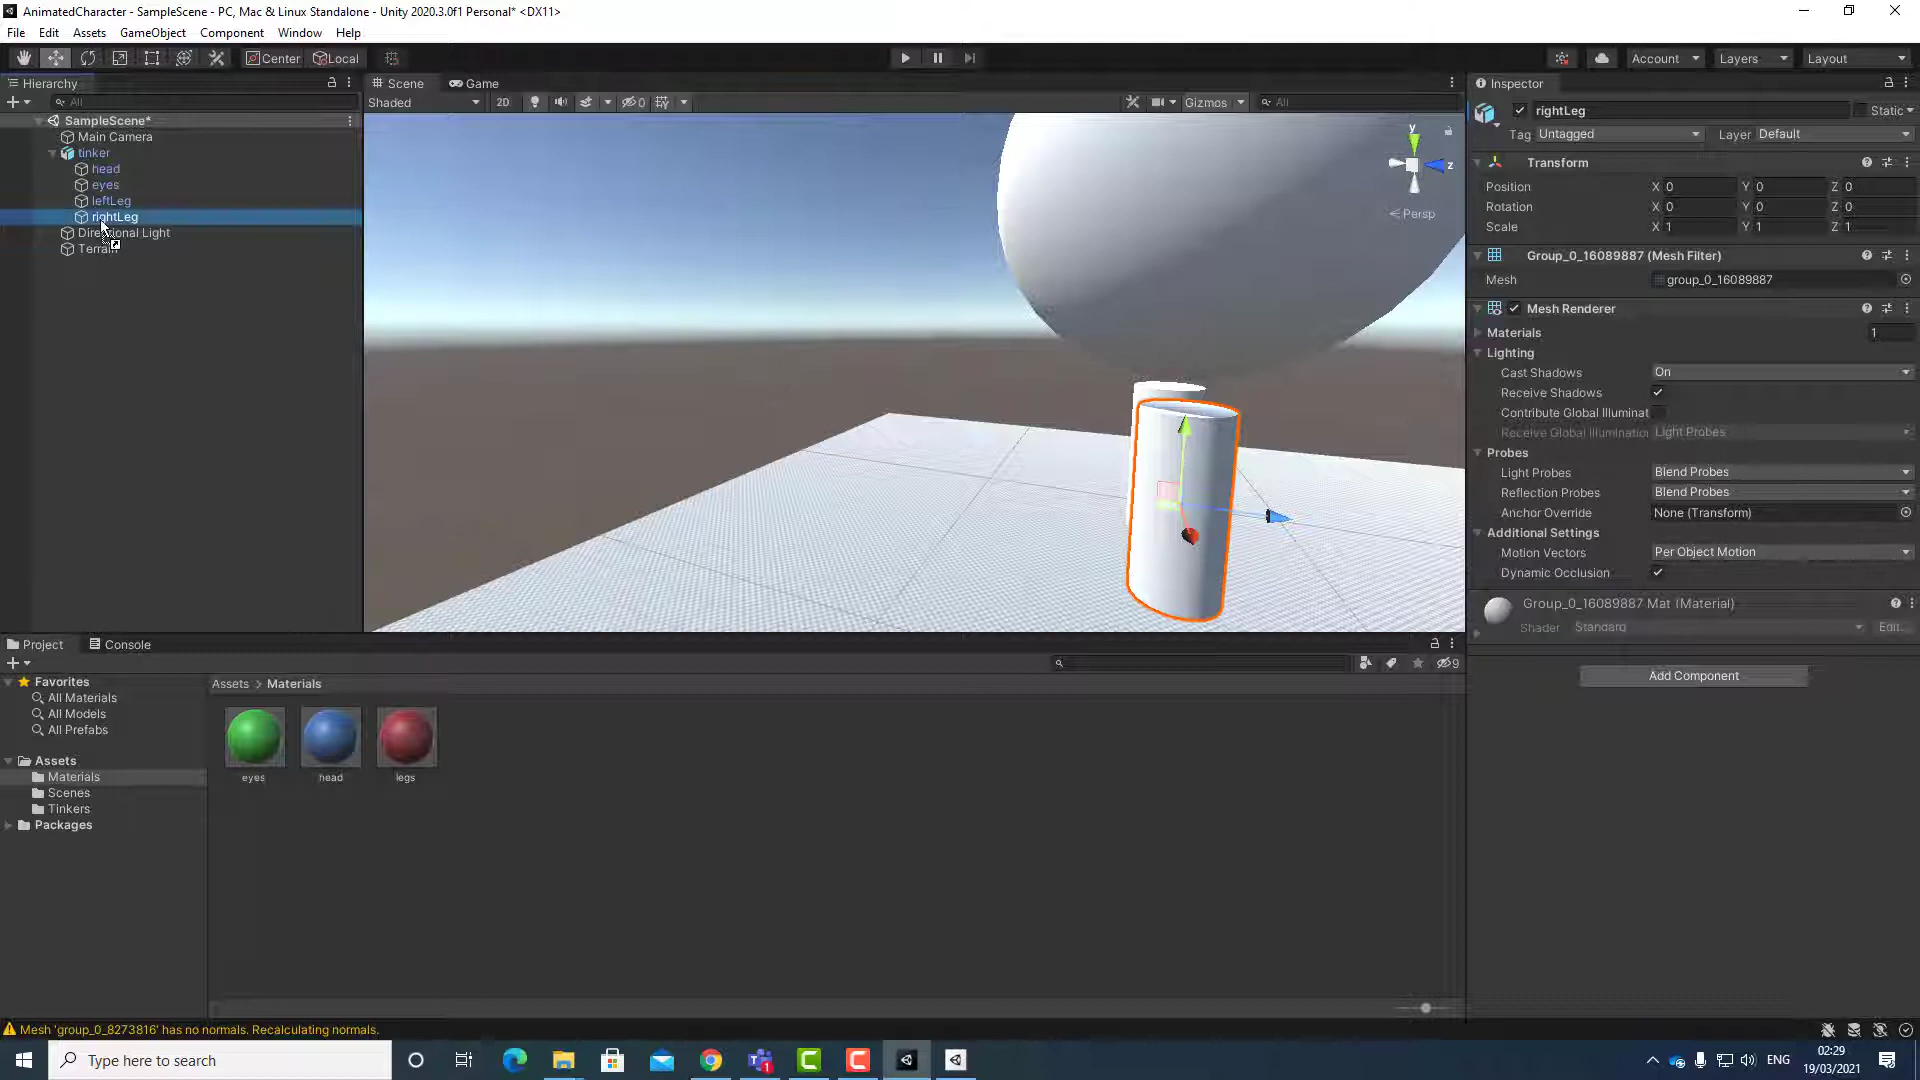 AnimatedCharacter - SampleScene - PC, Mac & Linux Standalone - Unity 2020.3.0f1 Personal* <DX11>
File Edit Assets GameObject Component Window Help
Center Local Account Layers Layout
Hierarchy
All
SampleScene*
Main Camera
tinker
head
eyes
leftLeg
rightLeg
Directional Light
Terrain
Scene Game
Shaded 2D 0 Gizmos All
y
z
Persp
Inspector
rightLeg Static
Tag Untagged Layer Default
Transform
Position X 0 Y 0 Z 0
Rotation X 0 Y 0 Z 0
Scale X 1 Y 1 Z 1
Group_0_16089887 (Mesh Filter)
Mesh group_0_16089887
Mesh Renderer
Materials 1
Lighting
Cast Shadows On
Receive Shadows
Contribute Global Illuminat
Receive Global Illumination Light Probes
Probes
Light Probes Blend Probes
Reflection Probes Blend Probes
Anchor Override None (Transform)
Additional Settings
Motion Vectors Per Object Motion
Dynamic Occlusion
Group_0_16089887 Mat (Material)
Shader Standard Edit...
Add Component
Project Console
9
Favorites
All Materials
All Models
All Prefabs
Assets
Materials
Scenes
Tinkers
Packages
Assets > Materials
eyes head legs
Mesh 'group_0_8273816' has no normals. Recalculating normals.
Type here to search
1
ENG
02:29
19/03/2021